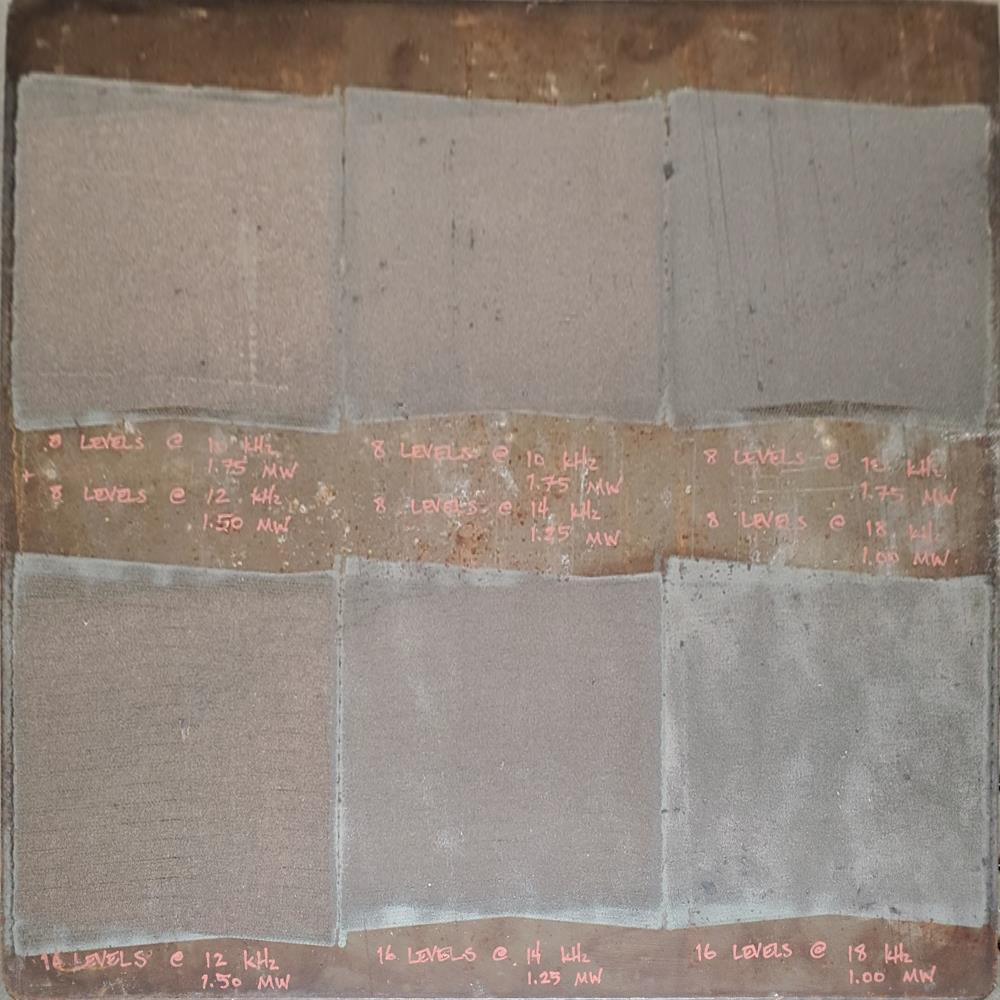 8 LEVELS @ 10 kHz
1.75 MW
+
8 LEVELS @ 12 kHz
1.50 MW
8 LEVELS @ 10 kHz
1.75 MW
8 LEVELS @ 14 kHz
1.25 MW
8 LEVELS @ kHz
1.75 MW
8 LEVELS @ 18 kHz
1.00 MW
16 LEVELS @ 12 kHz
1.50 MW
16 LEVELS @ 14 kHz
1.25 MW
16 LEVELS @ 18 kHz
1.00 MW